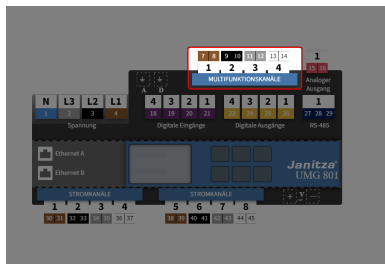 7 8 9 10 11 12 13 14
1 2 3 4
MULTIFUNKTIONSKANÄLE
1
15 16
Analoger
Ausgang
A D
N L3 L2 L1
1 2 3 4
Spannung
4 3 2 1
18 19 20 21
Digitale Eingänge
4 3 2 1
23 24 25 26
Digitale Ausgänge
1
27 28 29
RS-485
Ethernet A
Ethernet B
Janitza®
UMG 801
STROMKANÄLE
1 2 3 4
30 31 32 33 34 35 36 37
STROMKANÄLE
5 6 7 8
38 39 40 41 42 43 44 45
+ V −